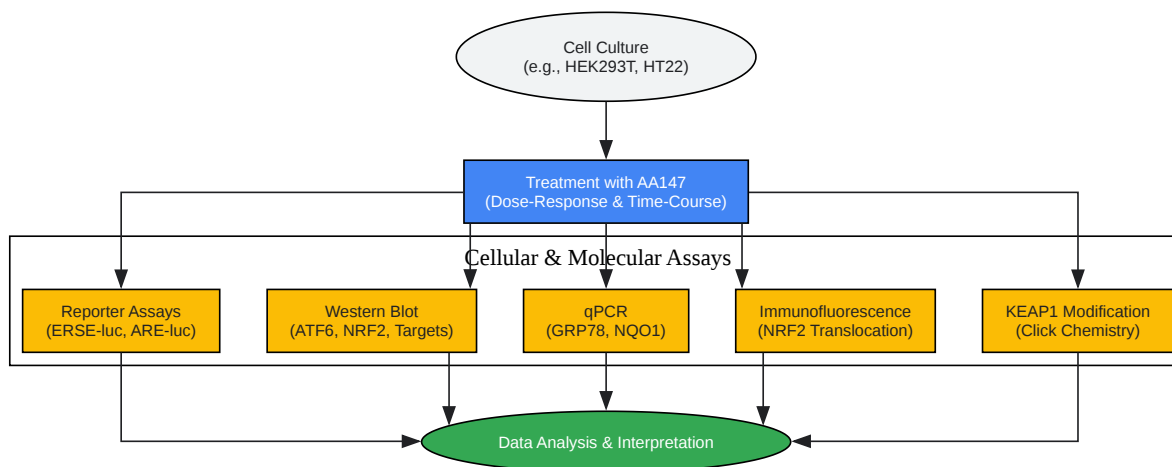 Cell Culture
(e.g., HEK293T, HT22)
Treatment with AA147
(Dose-Response & Time-Course)
Cellular & Molecular Assays
Reporter Assays
(ERSE-luc, ARE-luc)
Western Blot
(ATF6, NRF2, Targets)
qPCR
(GRP78, NQO1)
Immunofluorescence
(NRF2 Translocation)
KEAP1 Modification
(Click Chemistry)
Data Analysis & Interpretation